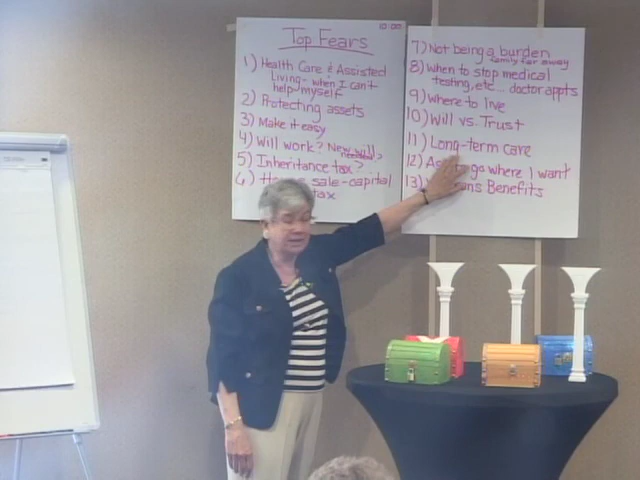 10:00
Top Fears
1) Health Care & Assisted
Living - when I can't
help myself
2) Protecting assets
3) Make it easy
4) Will work? New will
needed?
5) Inheritance tax?
6) sale - capital
tax
7) Not being a burden
family far away
8) When to stop medical
testing, etc... doctor appts
9) Where to live
10) Will vs. Trust
11) Long-term care
12) go where I want
13) Benefits